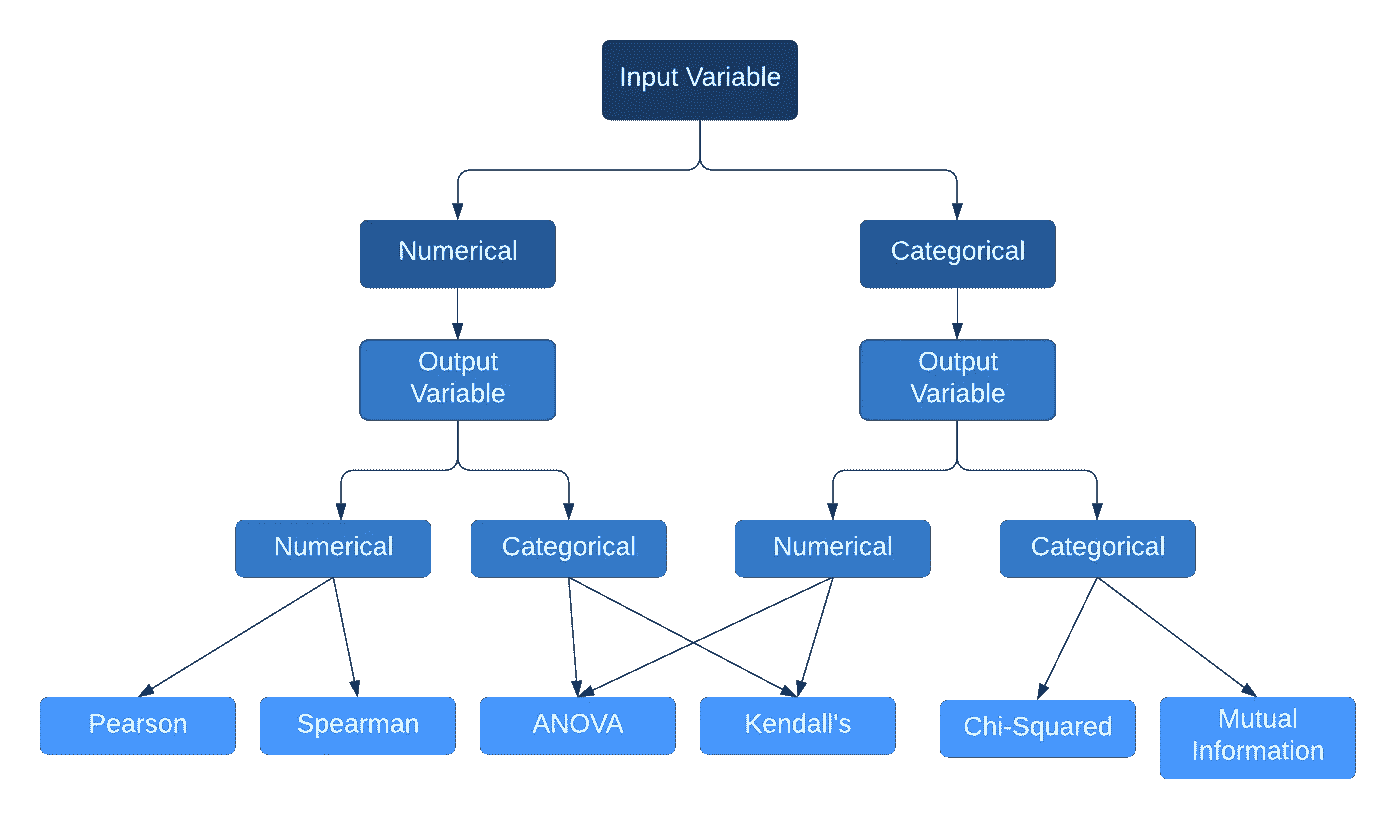 Input Variable
Numerical
Categorical
Output
Variable
Output
Variable
Numerical
Categorical
Numerical
Categorical
Pearson
Spearman
ANOVA
Kendall's
Chi-Squared
Mutual
Information